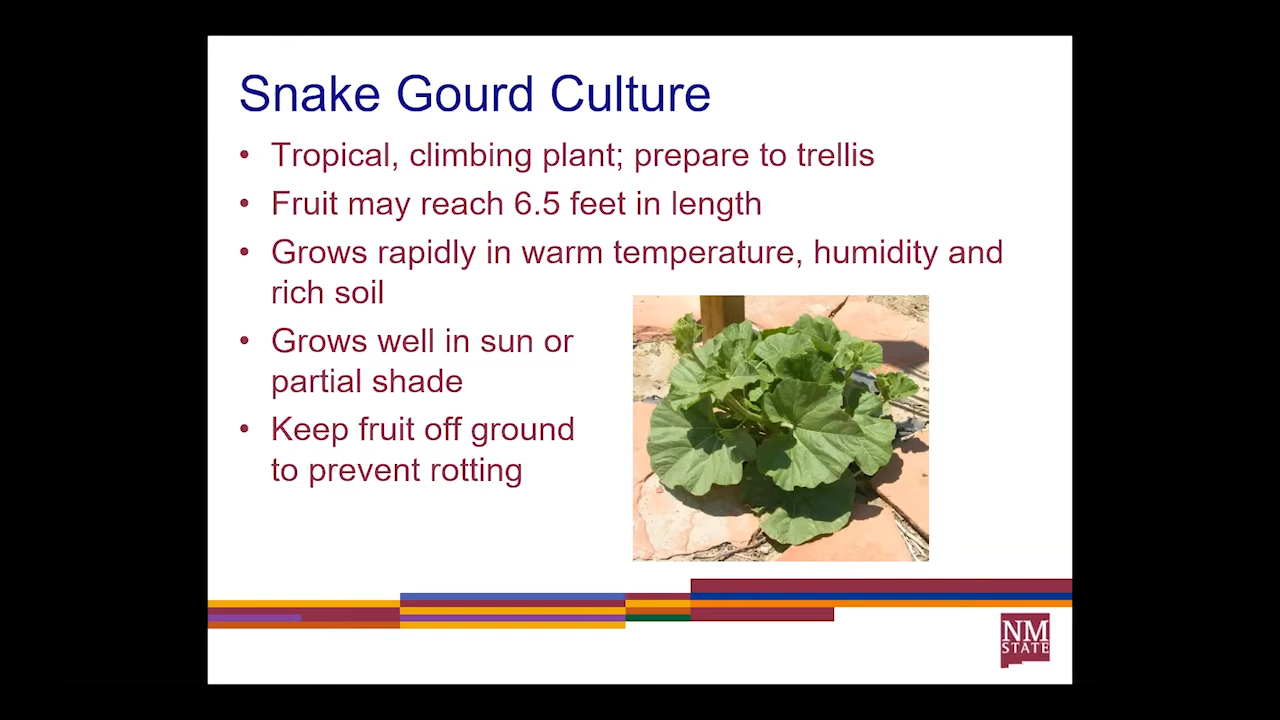 Snake Gourd Culture
• Tropical, climbing plant; prepare to trellis
• Fruit may reach 6.5 feet in length
• Grows rapidly in warm temperature, humidity and
rich soil
• Grows well in sun or
partial shade
• Keep fruit off ground
to prevent rotting
NM
STATE